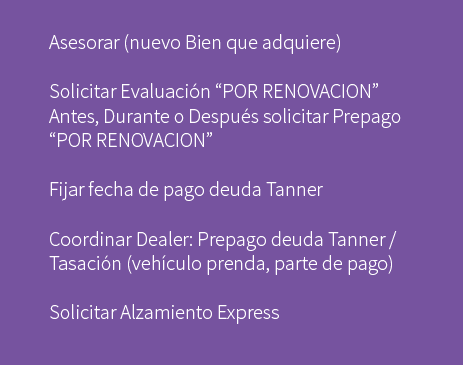 Asesorar (nuevo Bien que adquiere)
Solicitar Evaluación “POR RENOVACION”
Antes, Durante o Después solicitar Prepago
“POR RENOVACION”
Fijar fecha de pago deuda Tanner
Coordinar Dealer: Prepago deuda Tanner /
Tasación (vehículo prenda, parte de pago)
Solicitar Alzamiento Express